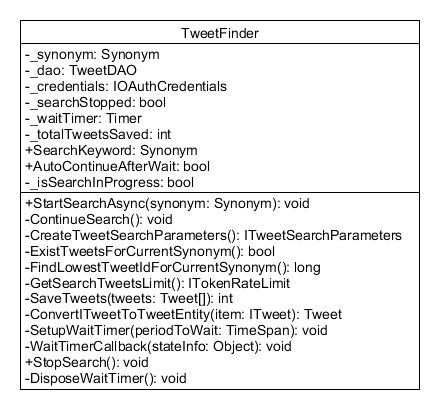 TweetFinder
-_synonym: Synonym
-_dao: TweetDAO
-_credentials: IOAuthCredentials
-_searchStopped: bool
-_waitTimer: Timer
-_totalTweetsSaved: int
+SearchKeyword: Synonym
+AutoContinueAfterWait: bool
-_isSearchInProgress: bool
+StartSearchAsync(synonym: Synonym): void
-ContinueSearch(): void
-CreateTweetSearchParameters(): ITweetSearchParameters
-ExistTweetsForCurrentSynonym(): bool
-FindLowestTweetIdForCurrentSynonym(): long
-GetSearchTweetsLimit(): ITokenRateLimit
-SaveTweets(tweets: Tweet[]): int
-ConvertITweetToTweetEntity(item: ITweet): Tweet
-SetupWaitTimer(periodToWait: TimeSpan): void
-WaitTimerCallback(stateInfo: Object): void
+StopSearch(): void
-DisposeWaitTimer(): void